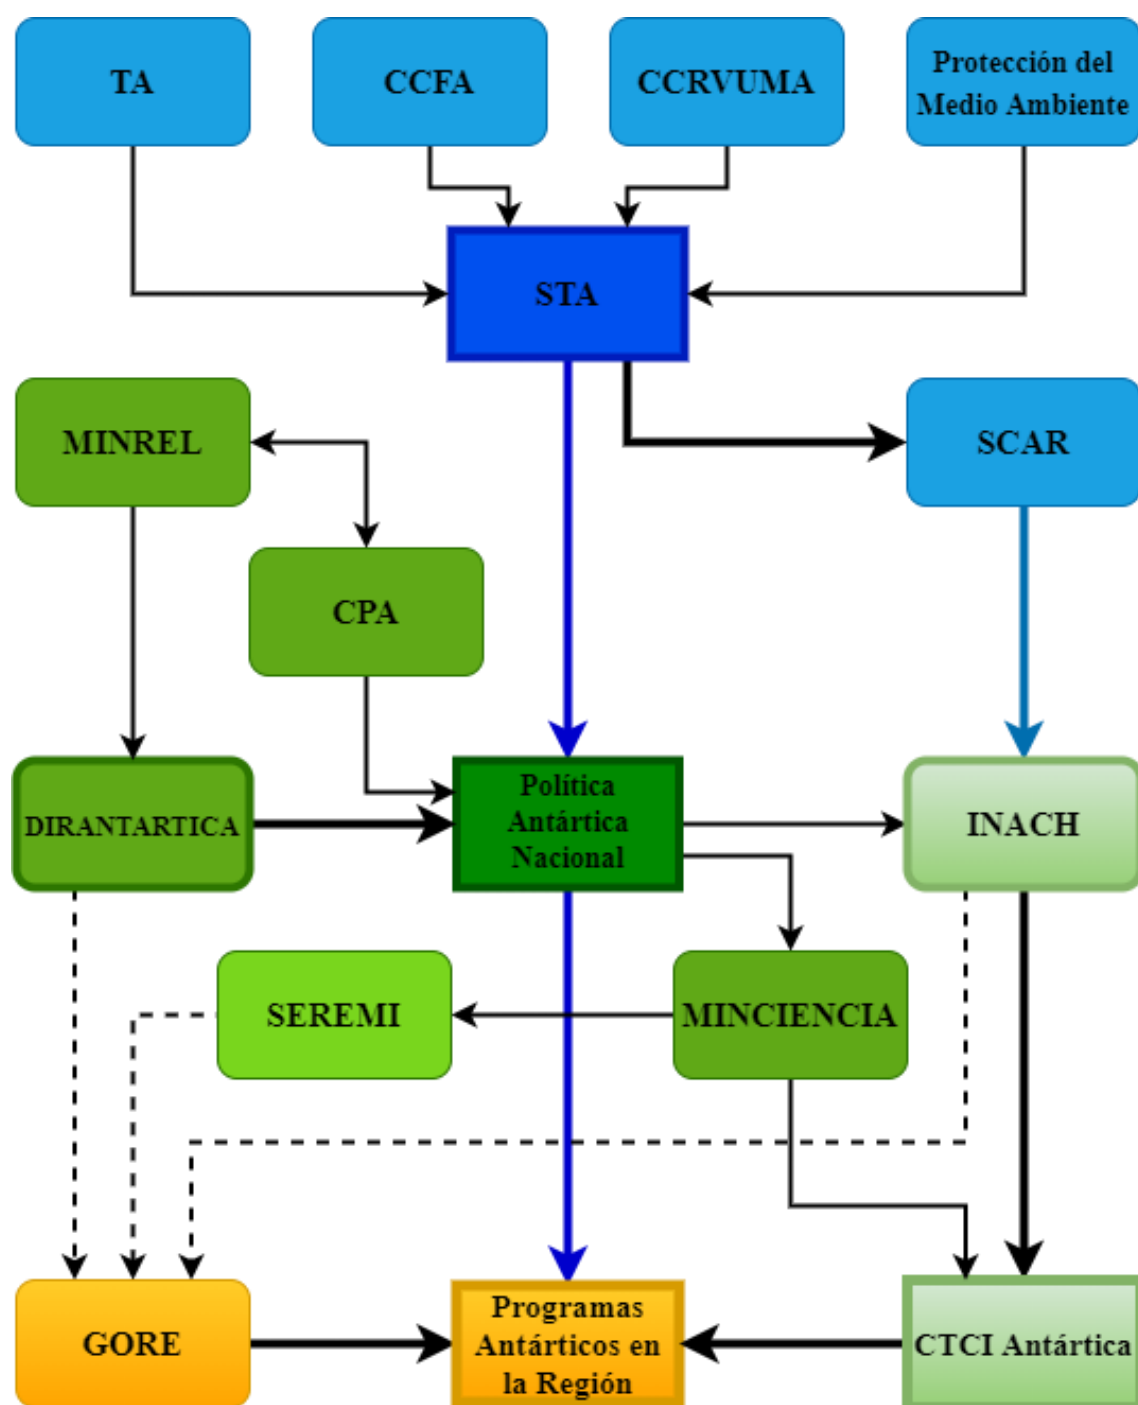 TA
CCFA
CCRVUMA
Protección del
Medio Ambiente
STA
MINREL
SCAR
CPA
DIRANTARTICA
Política
Antártica
Nacional
INACH
SEREMI
MINCIENCIA
GORE
Programas
Antárticos en
la Región
CTCI Antártica